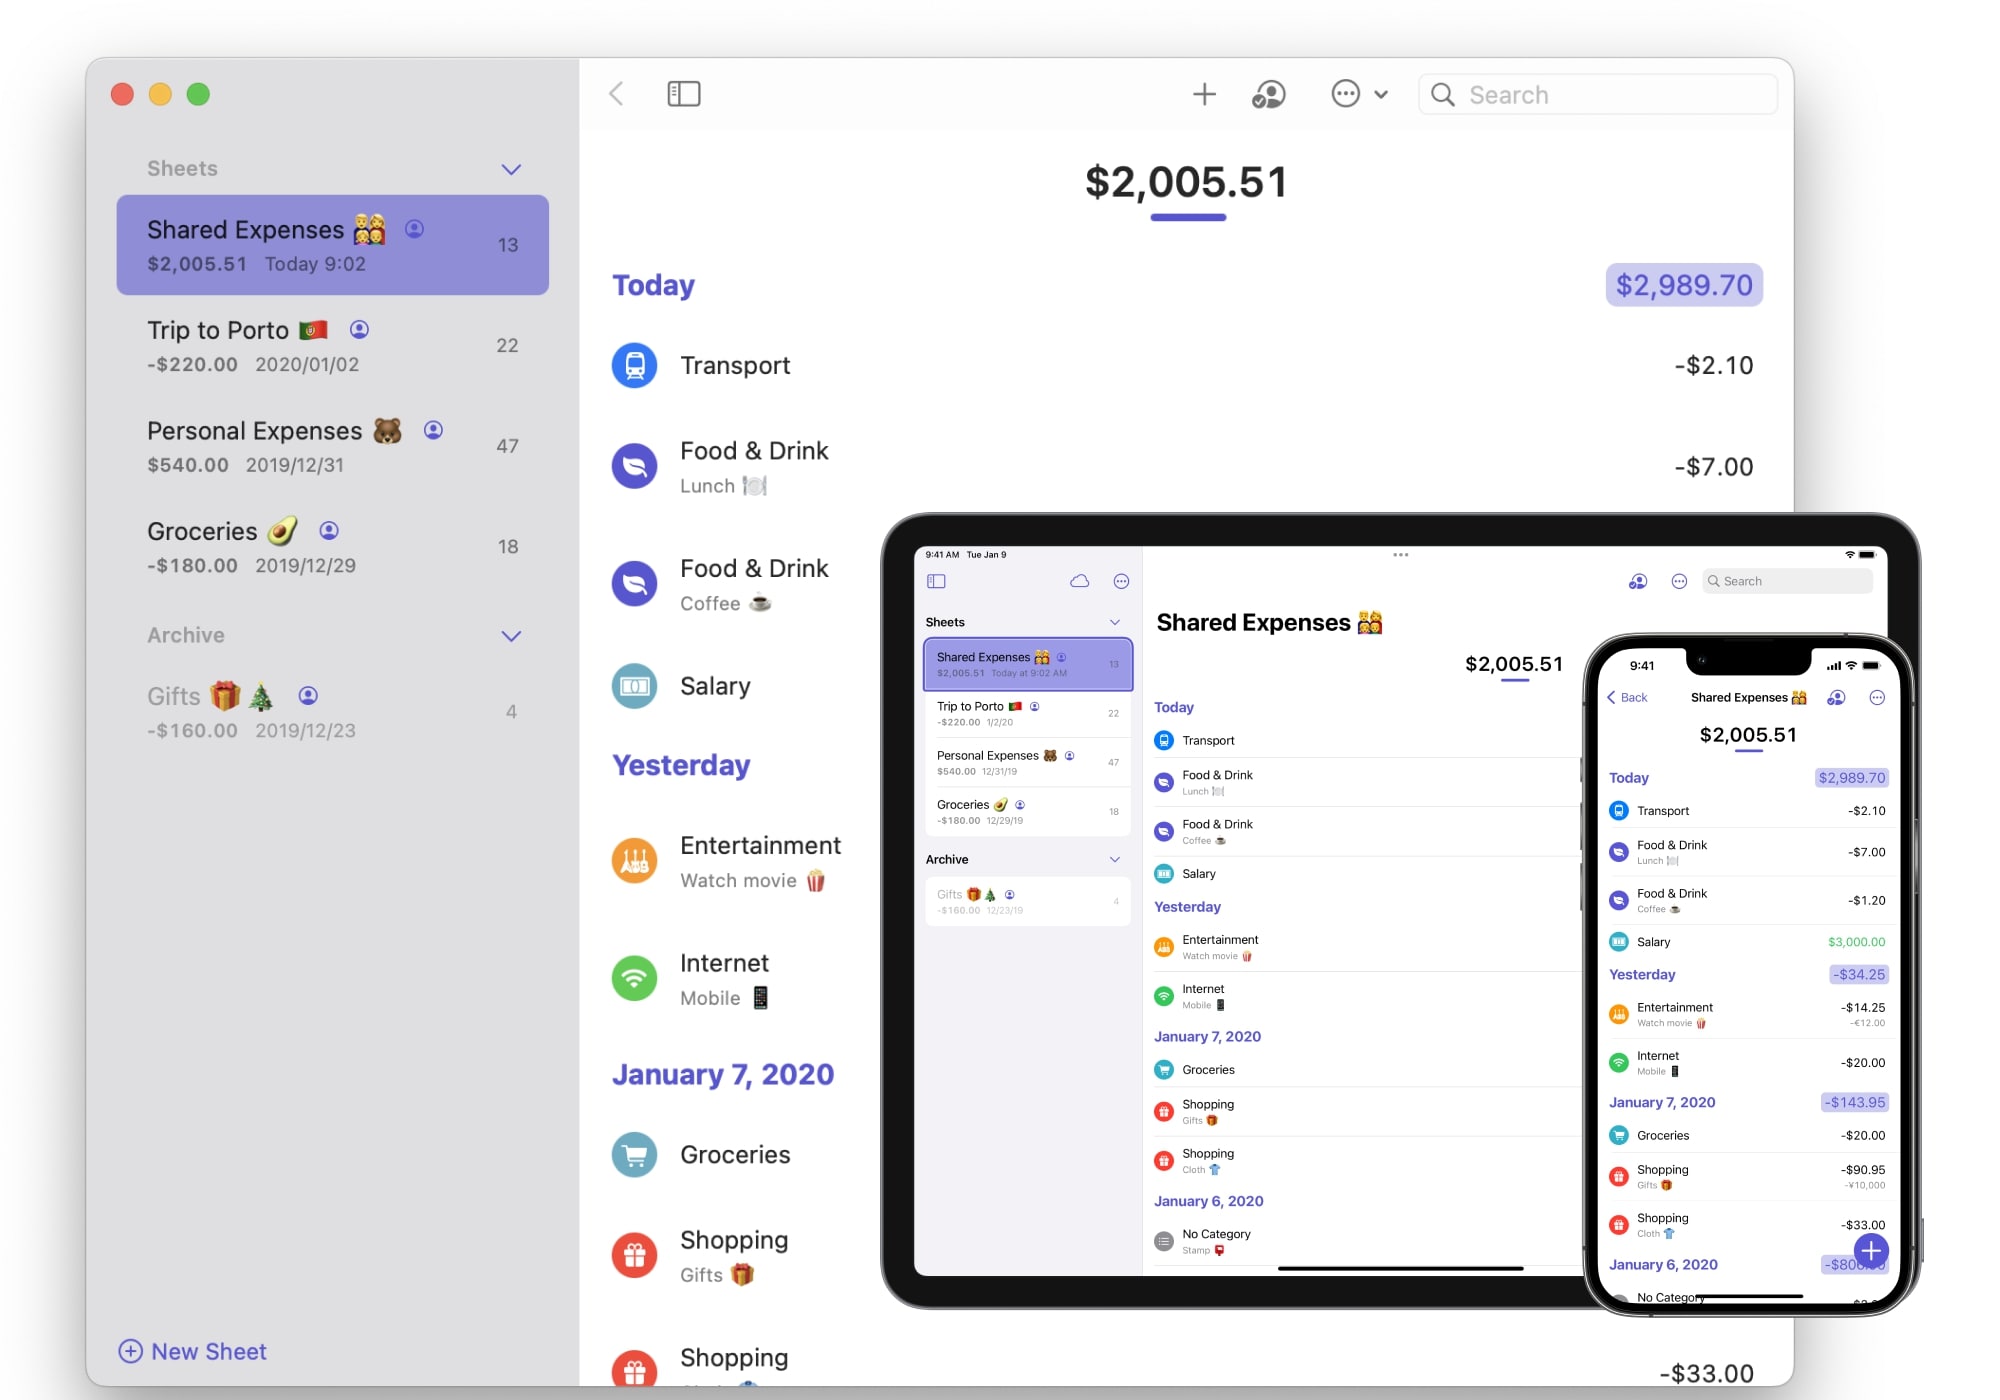 Search
Sheets
Shared Expenses
13
$2,005.51 Today 9:02
Trip to Porto
22
-$220.00 2020/01/02
Personal Expenses
47
$540.00 2019/12/31
Groceries
18
-$180.00 2019/12/29
Archive
Gifts
4
-$160.00 2019/12/23
New Sheet
$2,005.51
Today $2,989.70
Transport -$2.10
Food & Drink -$7.00
Lunch
Food & Drink
Coffee
Salary
Yesterday
Entertainment
Watch movie
Internet
Mobile
January 7, 2020
Groceries
Shopping
Gifts
Shopping
-$33.00
9:41 AM Tue Jan 9
Search
Sheets
Shared Expenses
13
$2,005.51 Today at 9:02 AM
Trip to Porto
22
-$220.00 1/2/20
Personal Expenses
47
$540.00 12/31/19
Groceries
18
-$180.00 12/29/19
Archive
Gifts
4
-$160.00 12/23/19
Shared Expenses
$2,005.51
Today
Transport
Food & Drink
Lunch
Food & Drink
Coffee
Salary
Yesterday
Entertainment
Watch movie
Internet
Mobile
January 7, 2020
Groceries
Shopping
Gifts
Shopping
Cloth
January 6, 2020
No Category
Stamp
9:41
Back Shared Expenses
$2,005.51
Today $2,989.70
Transport -$2.10
Food & Drink -$7.00
Lunch
Food & Drink -$1.20
Coffee
Salary $3,000.00
Yesterday -$34.25
Entertainment -$14.25
Watch movie -€12.00
Internet -$20.00
Mobile
January 7, 2020 -$143.95
Groceries -$20.00
Shopping -$90.95
Gifts -¥10,000
Shopping -$33.00
Cloth
January 6, 2020
No Category